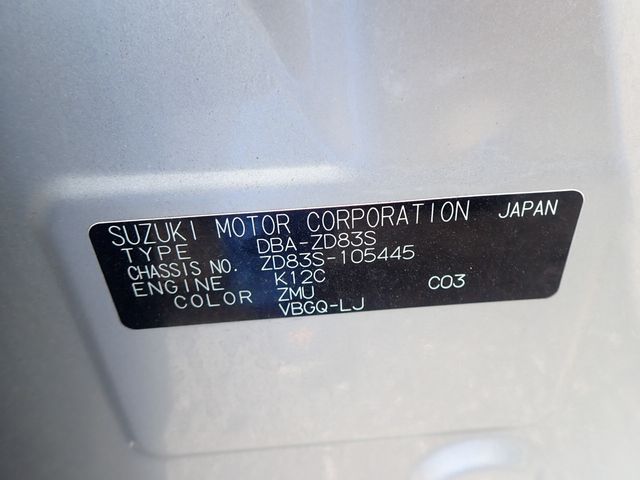 SUZUKI MOTOR CORPORATION JAPAN
TYPE DBA-ZD83S
CHASSIS NO. ZD83S-105445
ENGINE K12C
COLOR ZMU C03
VBGQ-LJ